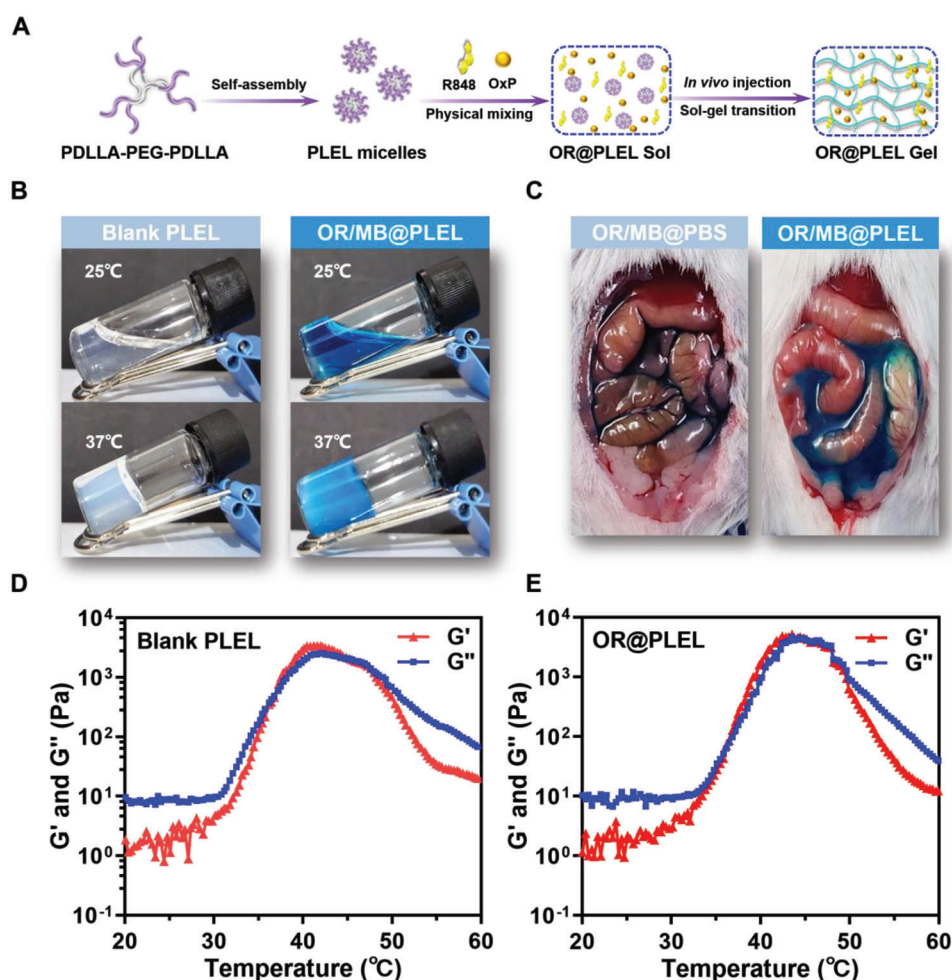 A
Self-assembly
R848 OxP
Physical mixing
In vivo injection
Sol-gel transition
PDLLA-PEG-PDLLA
PLEL micelles
OR@PLEL Sol
OR@PLEL Gel
B
Blank PLEL
OR/MB@PLEL
25℃
25℃
37℃
37℃
C
OR/MB@PBS
OR/MB@PLEL
D
Blank PLEL
G'
G"
G' and G" (Pa)
10⁴
10³
10²
10¹
10⁰
10⁻¹
20 30 40 50 60
Temperature (℃)
E
OR@PLEL
G'
G"
G' and G" (Pa)
10⁴
10³
10²
10¹
10⁰
10⁻¹
20 30 40 50 60
Temperature (℃)